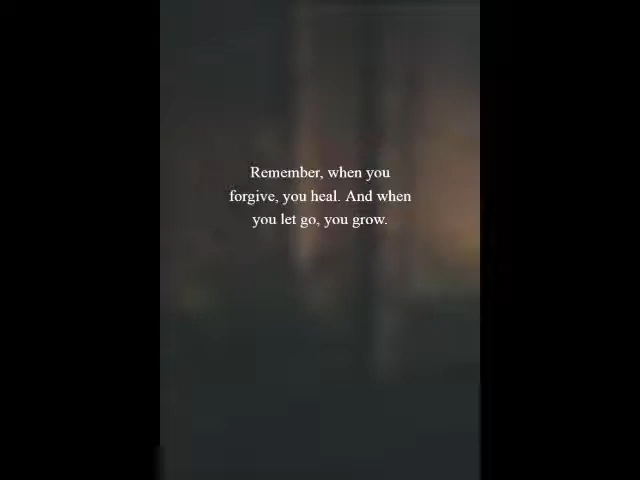 Remember, when you
forgive, you heal. And when
you let go, you grow.